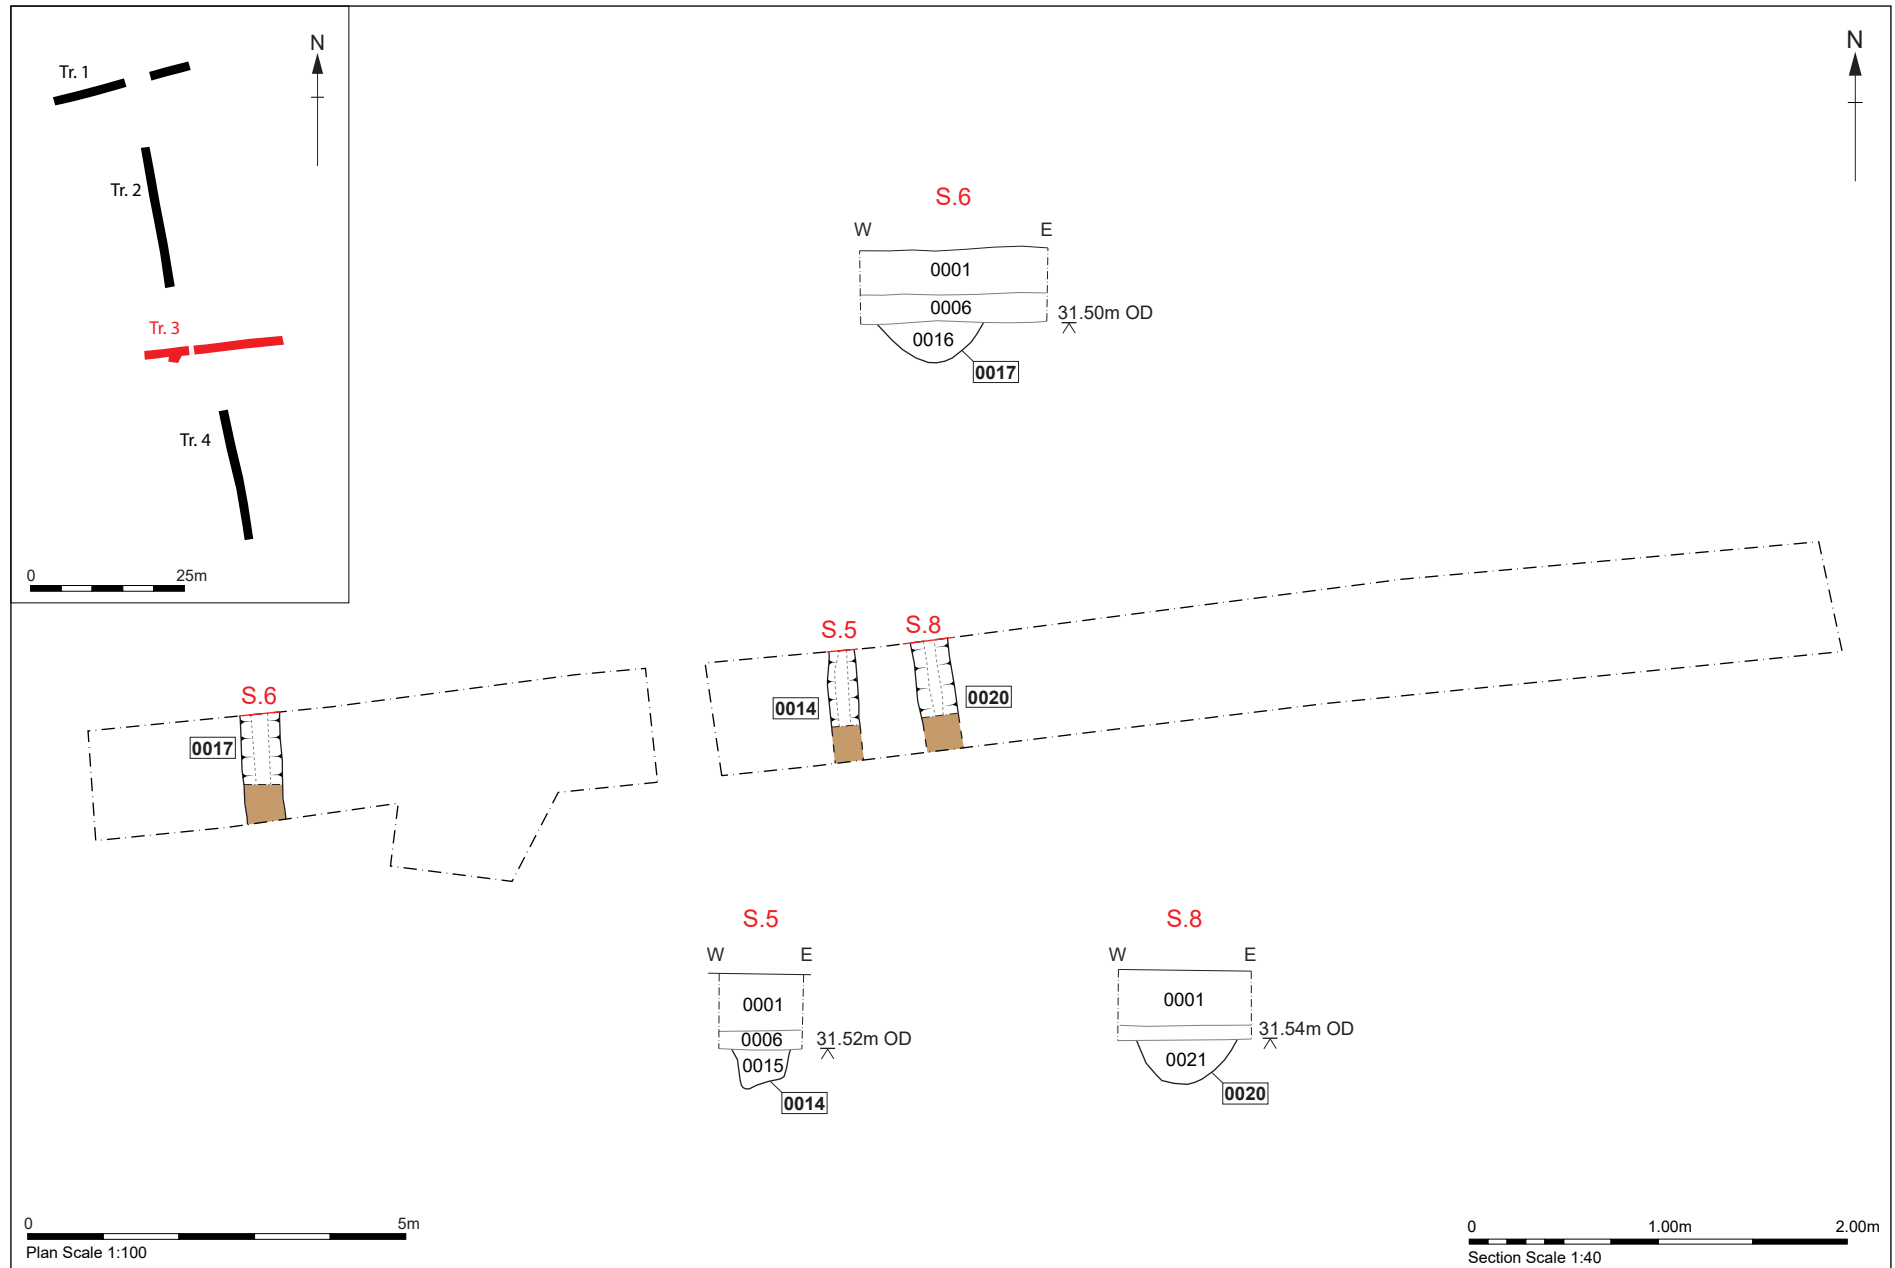 N
Tr. 1
Tr. 2
Tr. 3
Tr. 4
0 25m
N
S.6
W E
0001
0006
31.50m OD
0016
0017
S.5
S.8
0014
0020
S.6
0017
S.5
W E
0001
0006
31.52m OD
0015
0014
S.8
W E
0001
31.54m OD
0021
0020
0 5m
Plan Scale 1:100
0 1.00m 2.00m
Section Scale 1:40